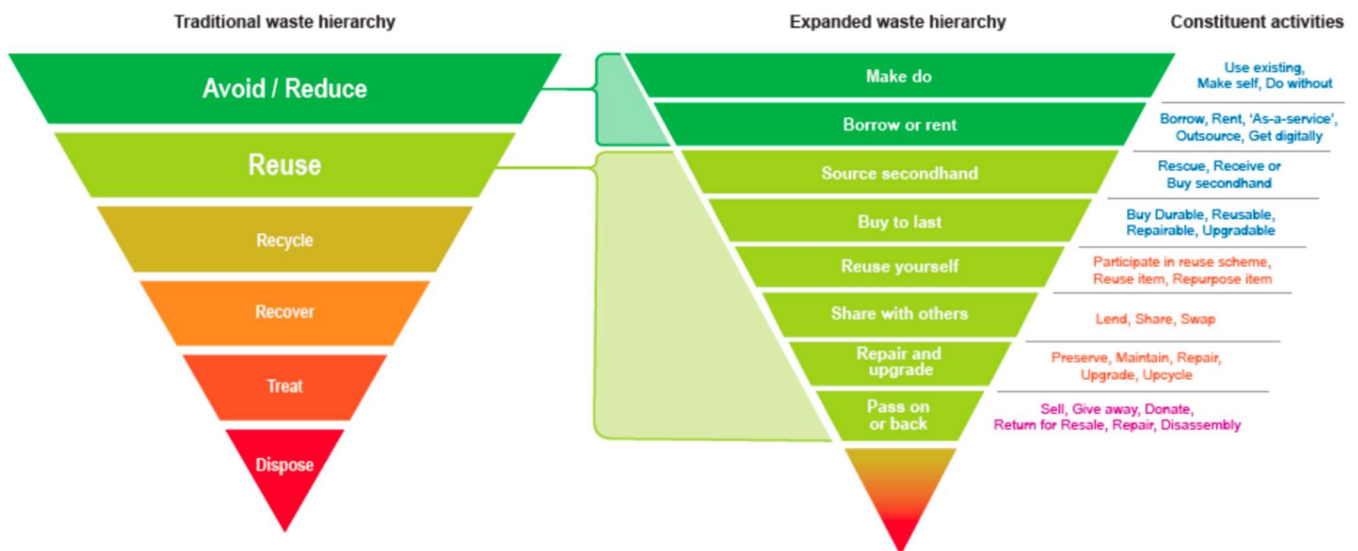 Traditional waste hierarchy
Avoid / Reduce
Reuse
Recycle
Recover
Treat
Dispose
Expanded waste hierarchy
Make do
Borrow or rent
Source secondhand
Buy to last
Reuse yourself
Share with others
Repair and
upgrade
Pass on
or back
Constituent activities
Use existing,
Make self, Do without
Borrow, Rent, ‘As-a-service’,
Outsource, Get digitally
Rescue, Receive or
Buy secondhand
Buy Durable, Reusable,
Repairable, Upgradable
Participate in reuse scheme,
Reuse item, Repurpose item
Lend, Share, Swap
Preserve, Maintain, Repair,
Upgrade, Upcycle
Sell, Give away, Donate,
Return for Resale, Repair, Disassembly